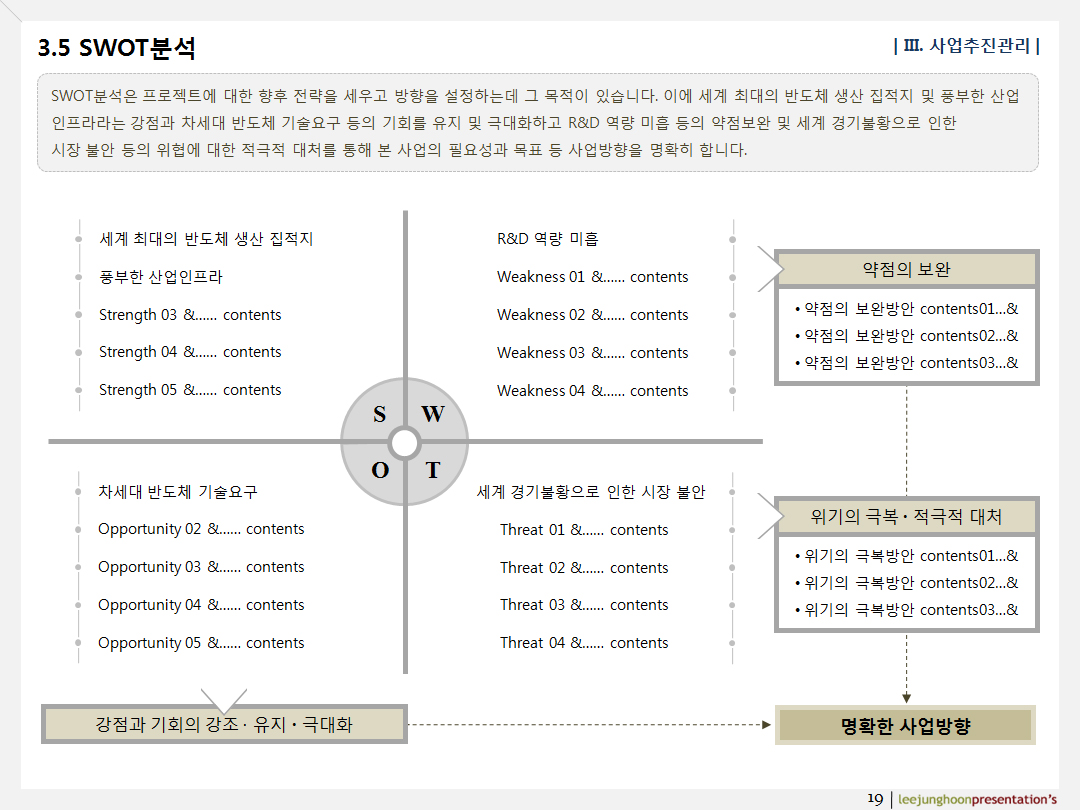 3.5 SWOT분석
| III. 사업추진관리 |
SWOT분석은 프로젝트에 대한 향후 전략을 세우고 방향을 설정하는데 그 목적이 있습니다. 이에 세계 최대의 반도체 생산 집적지 및 풍부한 산업
인프라라는 강점과 차세대 반도체 기술요구 등의 기회를 유지 및 극대화하고 R&D 역량 미흡 등의 약점보완 및 세계 경기불황으로 인한
시장 불안 등의 위협에 대한 적극적 대처를 통해 본 사업의 필요성과 목표 등 사업방향을 명확히 합니다.
세계 최대의 반도체 생산 집적지
풍부한 산업인프라
Strength 03 &...... contents
Strength 04 &...... contents
Strength 05 &...... contents
R&D 역량 미흡
Weakness 01 &...... contents
Weakness 02 &...... contents
Weakness 03 &...... contents
Weakness 04 &...... contents
약점의 보완
• 약점의 보완방안 contents01...&
• 약점의 보완방안 contents02...&
• 약점의 보완방안 contents03...&
S W
O T
차세대 반도체 기술요구
Opportunity 02 &...... contents
Opportunity 03 &...... contents
Opportunity 04 &...... contents
Opportunity 05 &...... contents
세계 경기불황으로 인한 시장 불안
Threat 01 &...... contents
Threat 02 &...... contents
Threat 03 &...... contents
Threat 04 &...... contents
위기의 극복 · 적극적 대처
• 위기의 극복방안 contents01...&
• 위기의 극복방안 contents02...&
• 위기의 극복방안 contents03...&
강점과 기회의 강조 · 유지 · 극대화
명확한 사업방향
19 | leejunghoonpresentation's